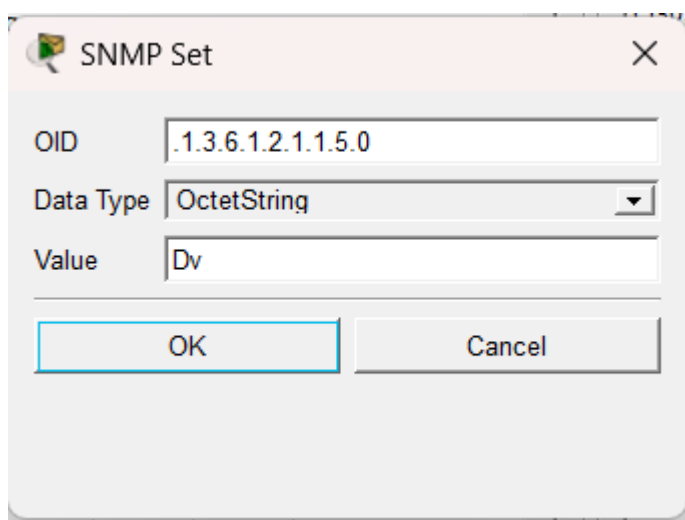 SNMP Set
OID .1.3.6.1.2.1.1.5.0
Data Type OctetString
Value Dv
OK Cancel